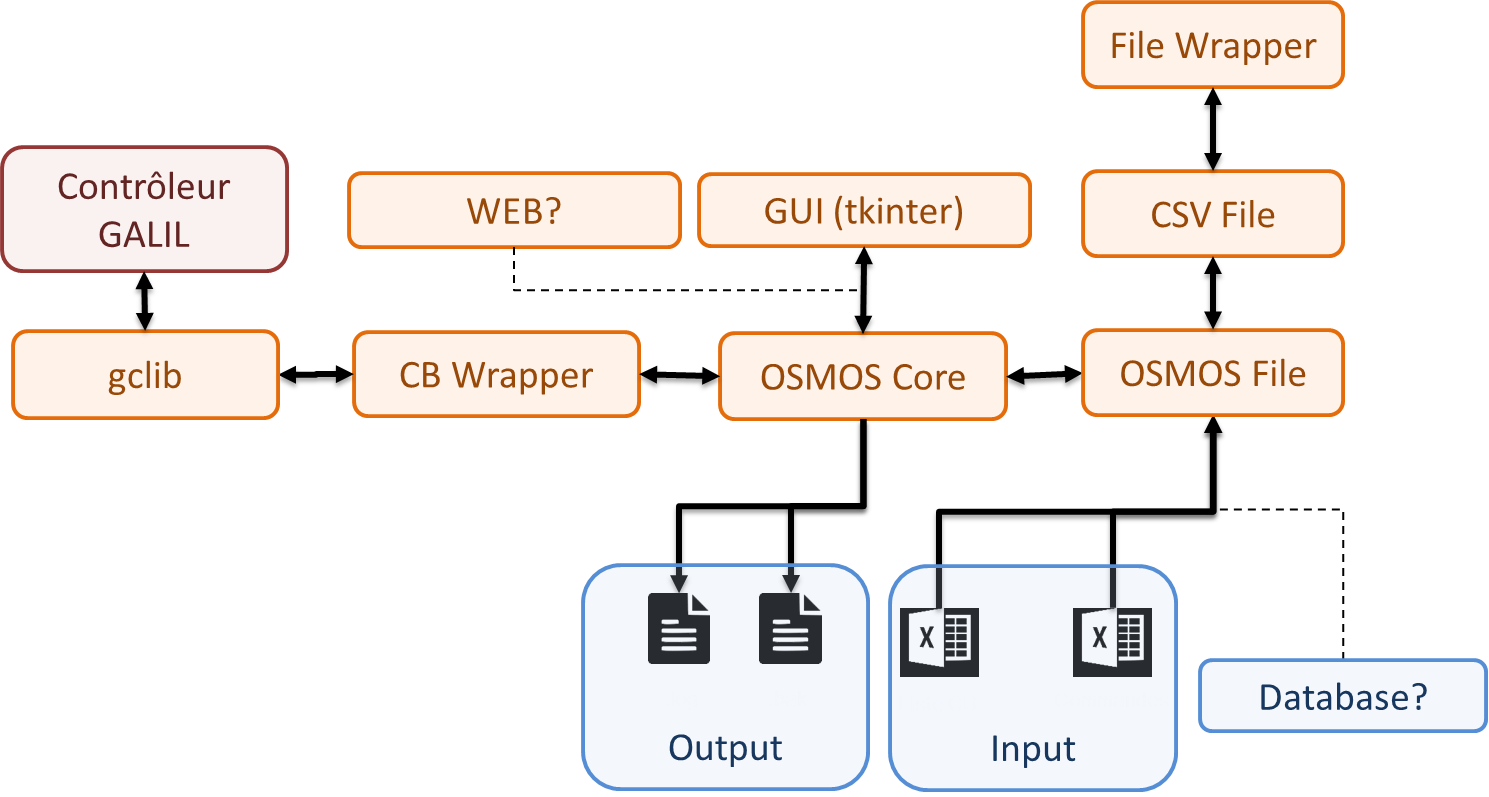 File Wrapper
Contrôleur
GALIL
WEB?
GUI (tkinter)
CSV File
gclib
CB Wrapper
OSMOS Core
OSMOS File
X
X
Output
Input
Database?